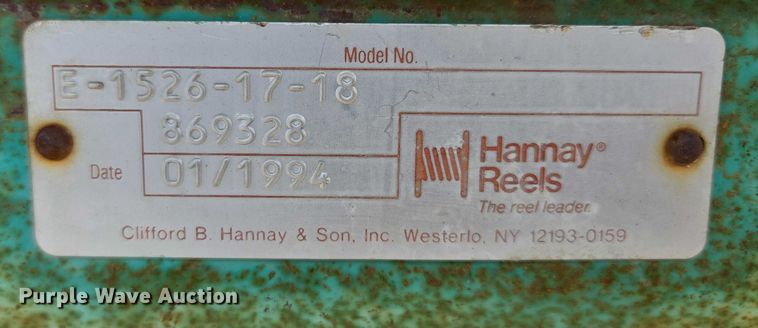 Model No.
E-1526-17-18
869328
Date 01/1994
Hannay®
Reels
The reel leader.
Clifford B. Hannay & Son, Inc. Westerlo, NY 12193-0159
Purple Wave Auction